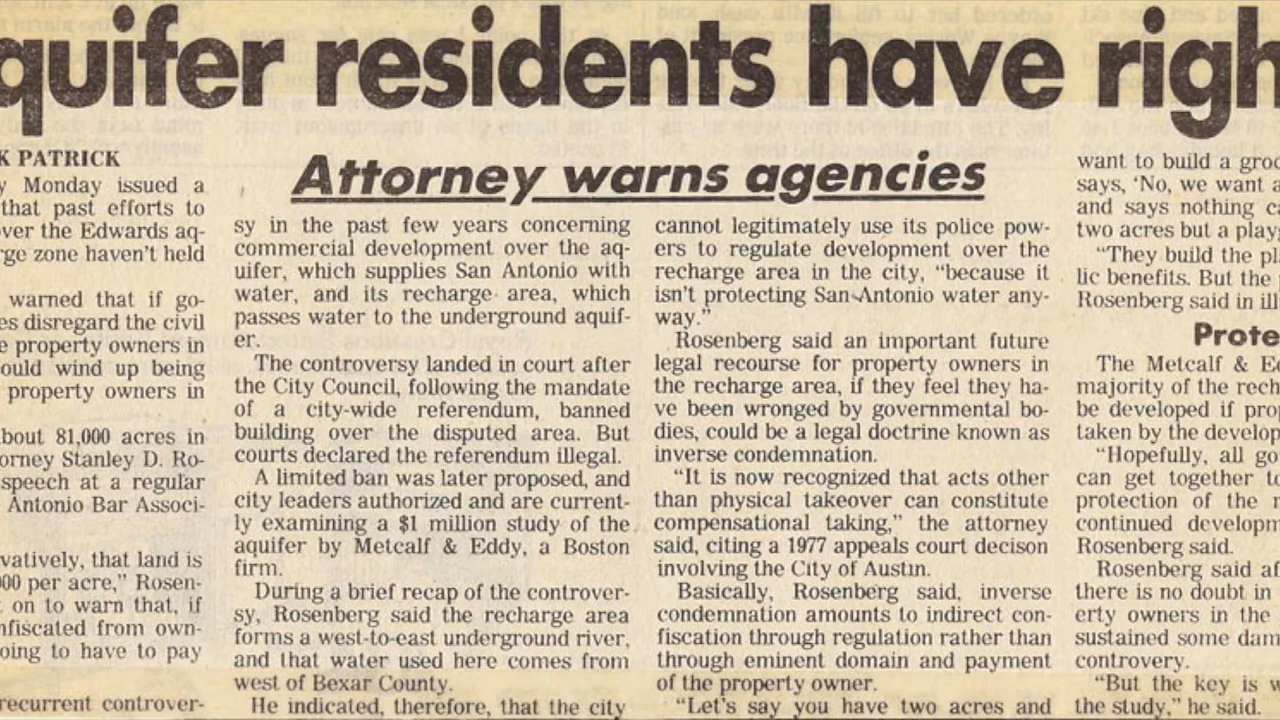 quifer residents have righ
Attorney warns agencies
K PATRICK
y Monday issued a
that past efforts to
over the Edwards aq-
rge zone haven't held
warned that if go-
es disregard the civil
e property owners in
ould wind up being
property owners in
about 81,000 acres in
orney Stanley D. Ro-
speech at a regular
Antonio Bar Associ-
vatively, that land is
000 per acre," Rosen-
t on to warn that, if
nfiscated from own-
oing to have to pay
recurrent controver-
sy in the past few years concerning
commercial development over the aq-
uifer, which supplies San Antonio with
water, and its recharge area, which
passes water to the underground aquif-
er.
The controversy landed in court after
the City Council, following the mandate
of a city-wide referendum, banned
building over the disputed area. But
courts declared the referendum illegal.
A limited ban was later proposed, and
city leaders authorized and are current-
ly examining a $1 million study of the
aquifer by Metcalf & Eddy, a Boston
firm.
During a brief recap of the controver-
sy, Rosenberg said the recharge area
forms a west-to-east underground river,
and that water used here comes from
west of Bexar County.
He indicated, therefore, that the city
cannot legitimately use its police pow-
ers to regulate development over the
recharge area in the city, "because it
isn't protecting San Antonio water any-
way."
Rosenberg said an important future
legal recourse for property owners in
the recharge area, if they feel they ha-
ve been wronged by governmental bo-
dies, could be a legal doctrine known as
inverse condemnation.
"It is now recognized that acts other
than physical takeover can constitute
compensational taking," the attorney
said, citing a 1977 appeals court decison
involving the City of Austin.
Basically, Rosenberg said, inverse
condemnation amounts to indirect con-
fiscation through regulation rather than
through eminent domain and payment
of the property owner.
"Let's say you have two acres and
want to build a groc
says, 'No, we want a
and says nothing c
two acres but a play
"They build the pl
lic benefits. But the
Rosenberg said in ill
Prote
The Metcalf & Ed
majority of the rech
be developed if pro
taken by the develop
"Hopefully, all go
can get together to
protection of the
continued developm
Rosenberg said.
Rosenberg said af
there is no doubt in
erty owners in the
sustained some dam
controvery.
"But the key is w
the study," he said.